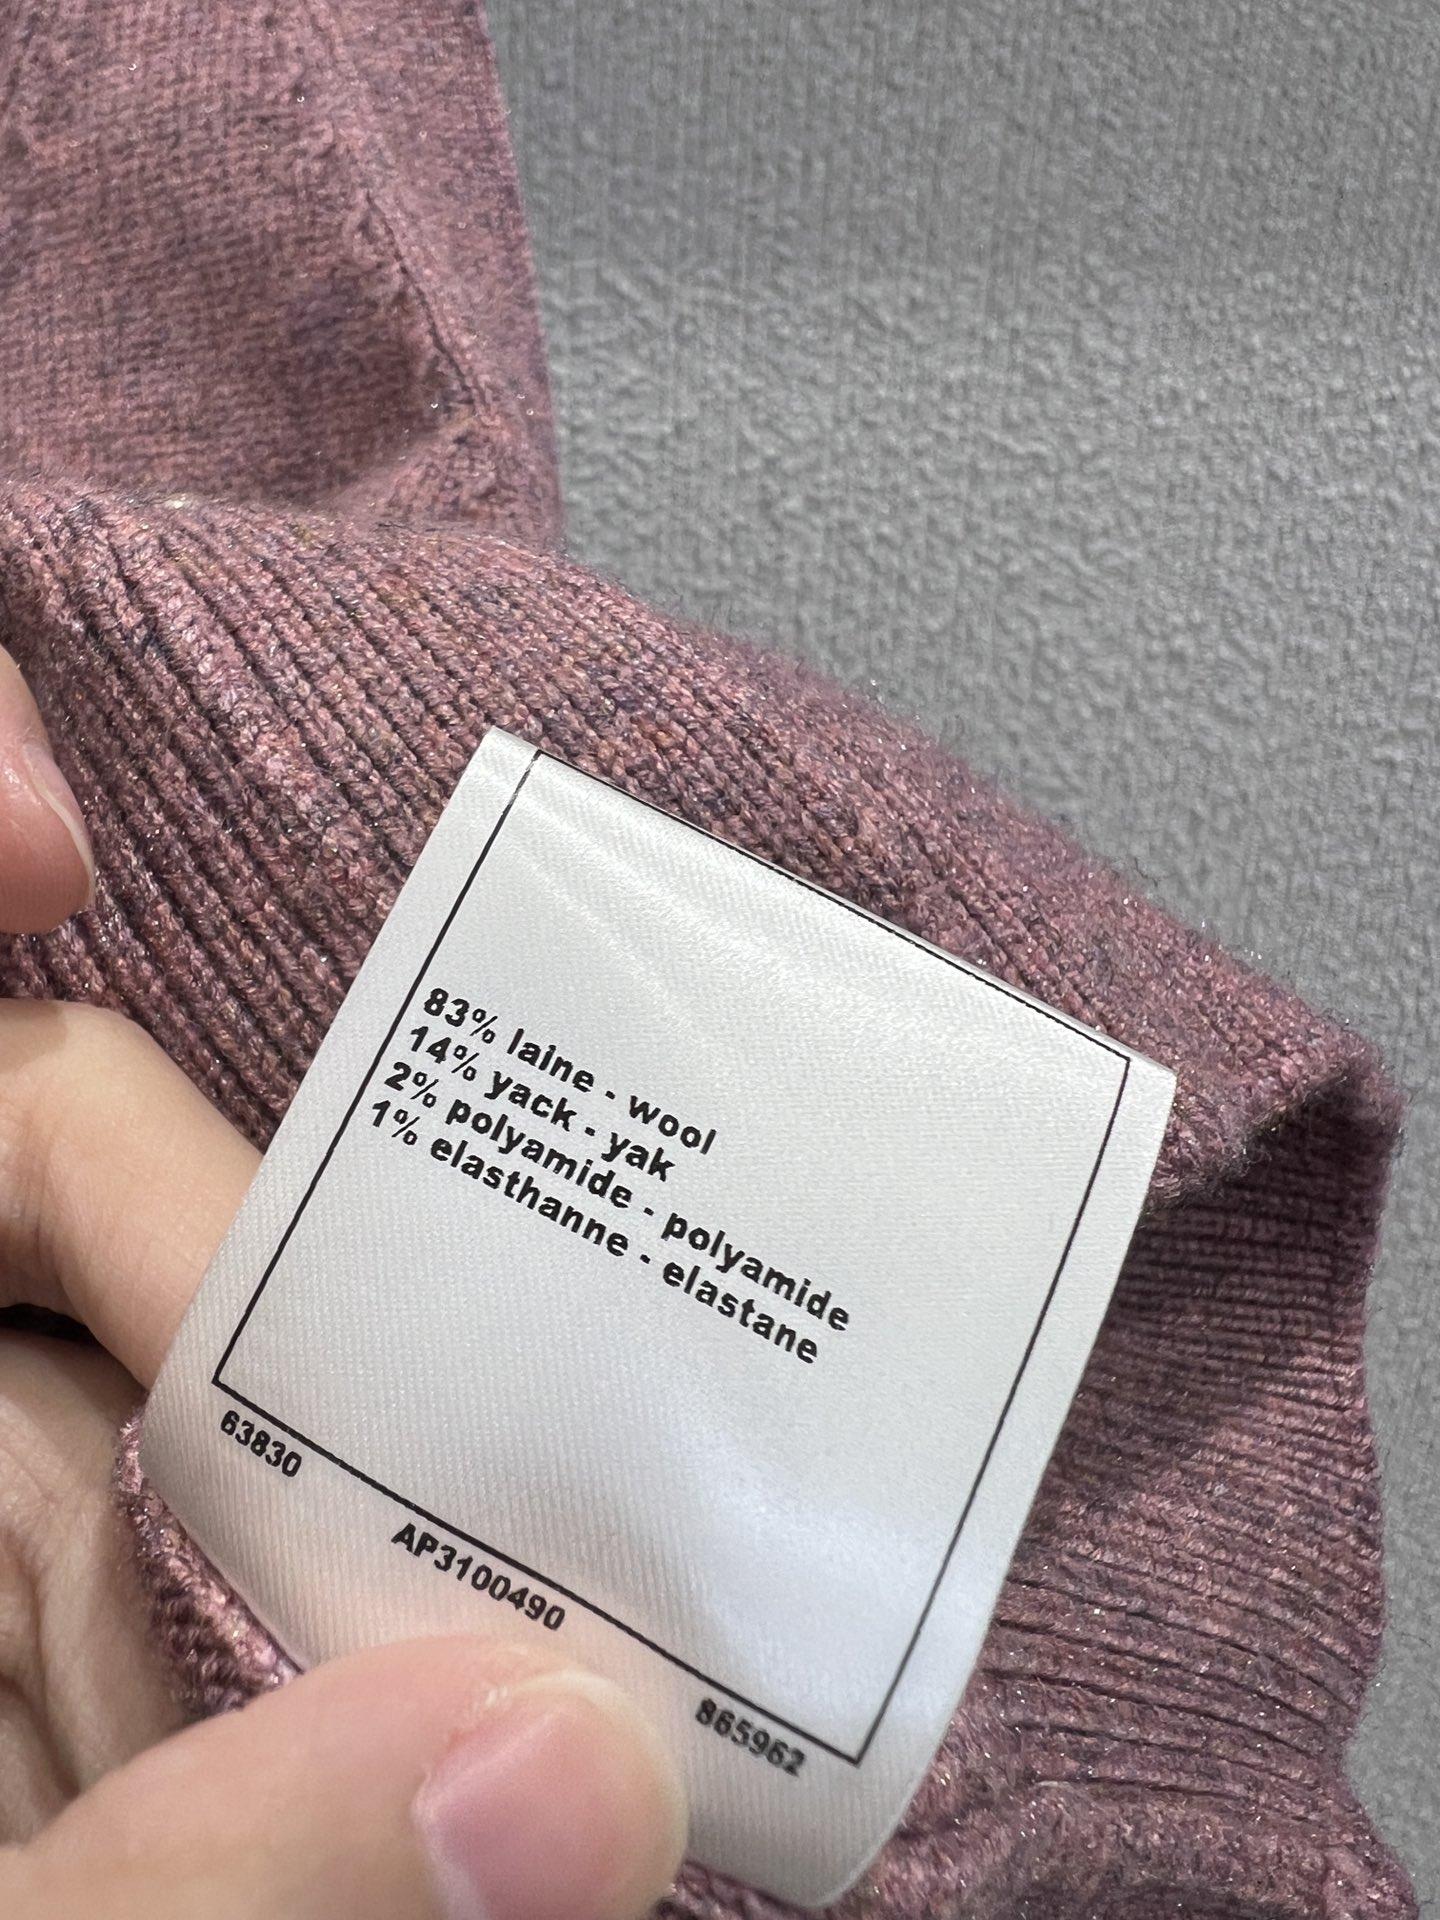 83% laine - wool
14% yack - yak
2% polyamide - polyamide
1% elasthanne - elastane
63830
AP3100490
865962